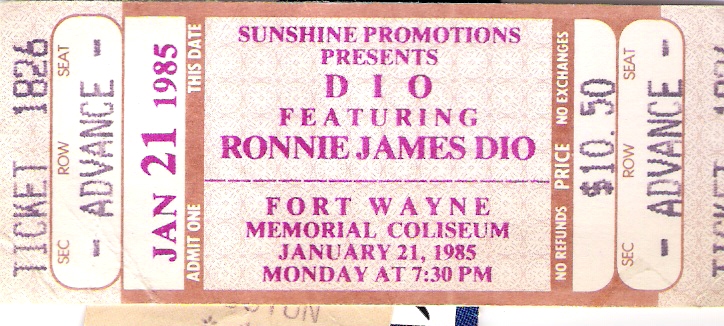 TICKET 1826
SEC ROW SEAT
- ADVANCE -
JAN 21 1985
ADMIT ONE THIS DATE
SUNSHINE PROMOTIONS
PRESENTS
DIO
FEATURING
RONNIE JAMES DIO
FORT WAYNE
MEMORIAL COLISEUM
JANUARY 21, 1985
MONDAY AT 7:30 PM
NO REFUNDS PRICE NO EXCHANGES
$10.50
SEC ROW SEAT
- ADVANCE -